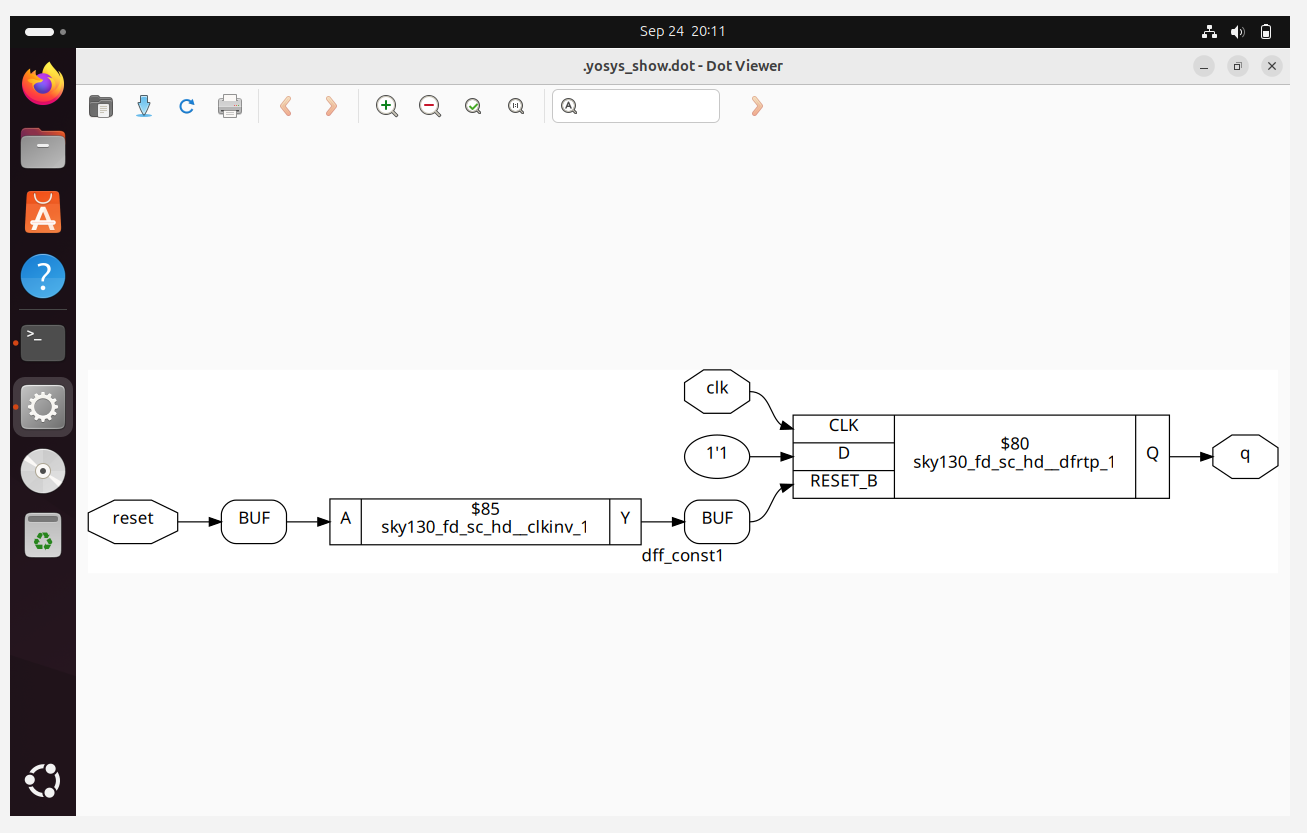 Sep 24 20:11
.yosys_show.dot - Dot Viewer
clk
CLK
1'1
D
$80
sky130_fd_sc_hd__dfrtp_1
Q
q
RESET_B
reset
BUF
A
$85
sky130_fd_sc_hd__clkinv_1
Y
BUF
dff_const1